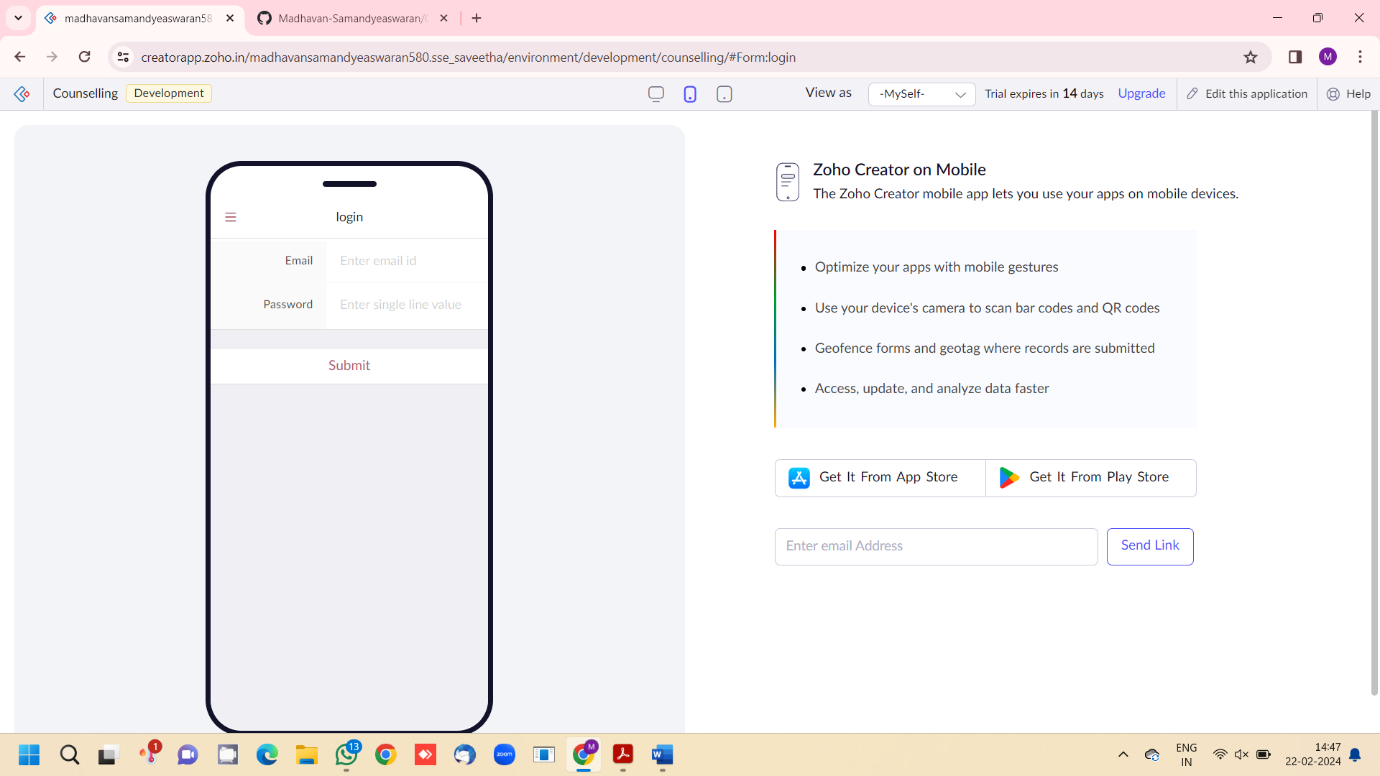 madhavansamandyeaswaran58
Madhavan-Samandyeaswaran/
creatorapp.zoho.in/madhavansamandyeaswaran580.sse_saveetha/environment/development/counselling/#Form:login
M
Counselling
Development
View as
-MySelf-
Trial expires in 14 days
Upgrade
Edit this application
Help
login
Email
Enter email id
Password
Enter single line value
Submit
Zoho Creator on Mobile
The Zoho Creator mobile app lets you use your apps on mobile devices.
Optimize your apps with mobile gestures
Use your device's camera to scan bar codes and QR codes
Geofence forms and geotag where records are submitted
Access, update, and analyze data faster
Get It From App Store
Get It From Play Store
Enter email Address
Send Link
1
13
zoom
M
W
ENG
IN
14:47
22-02-2024